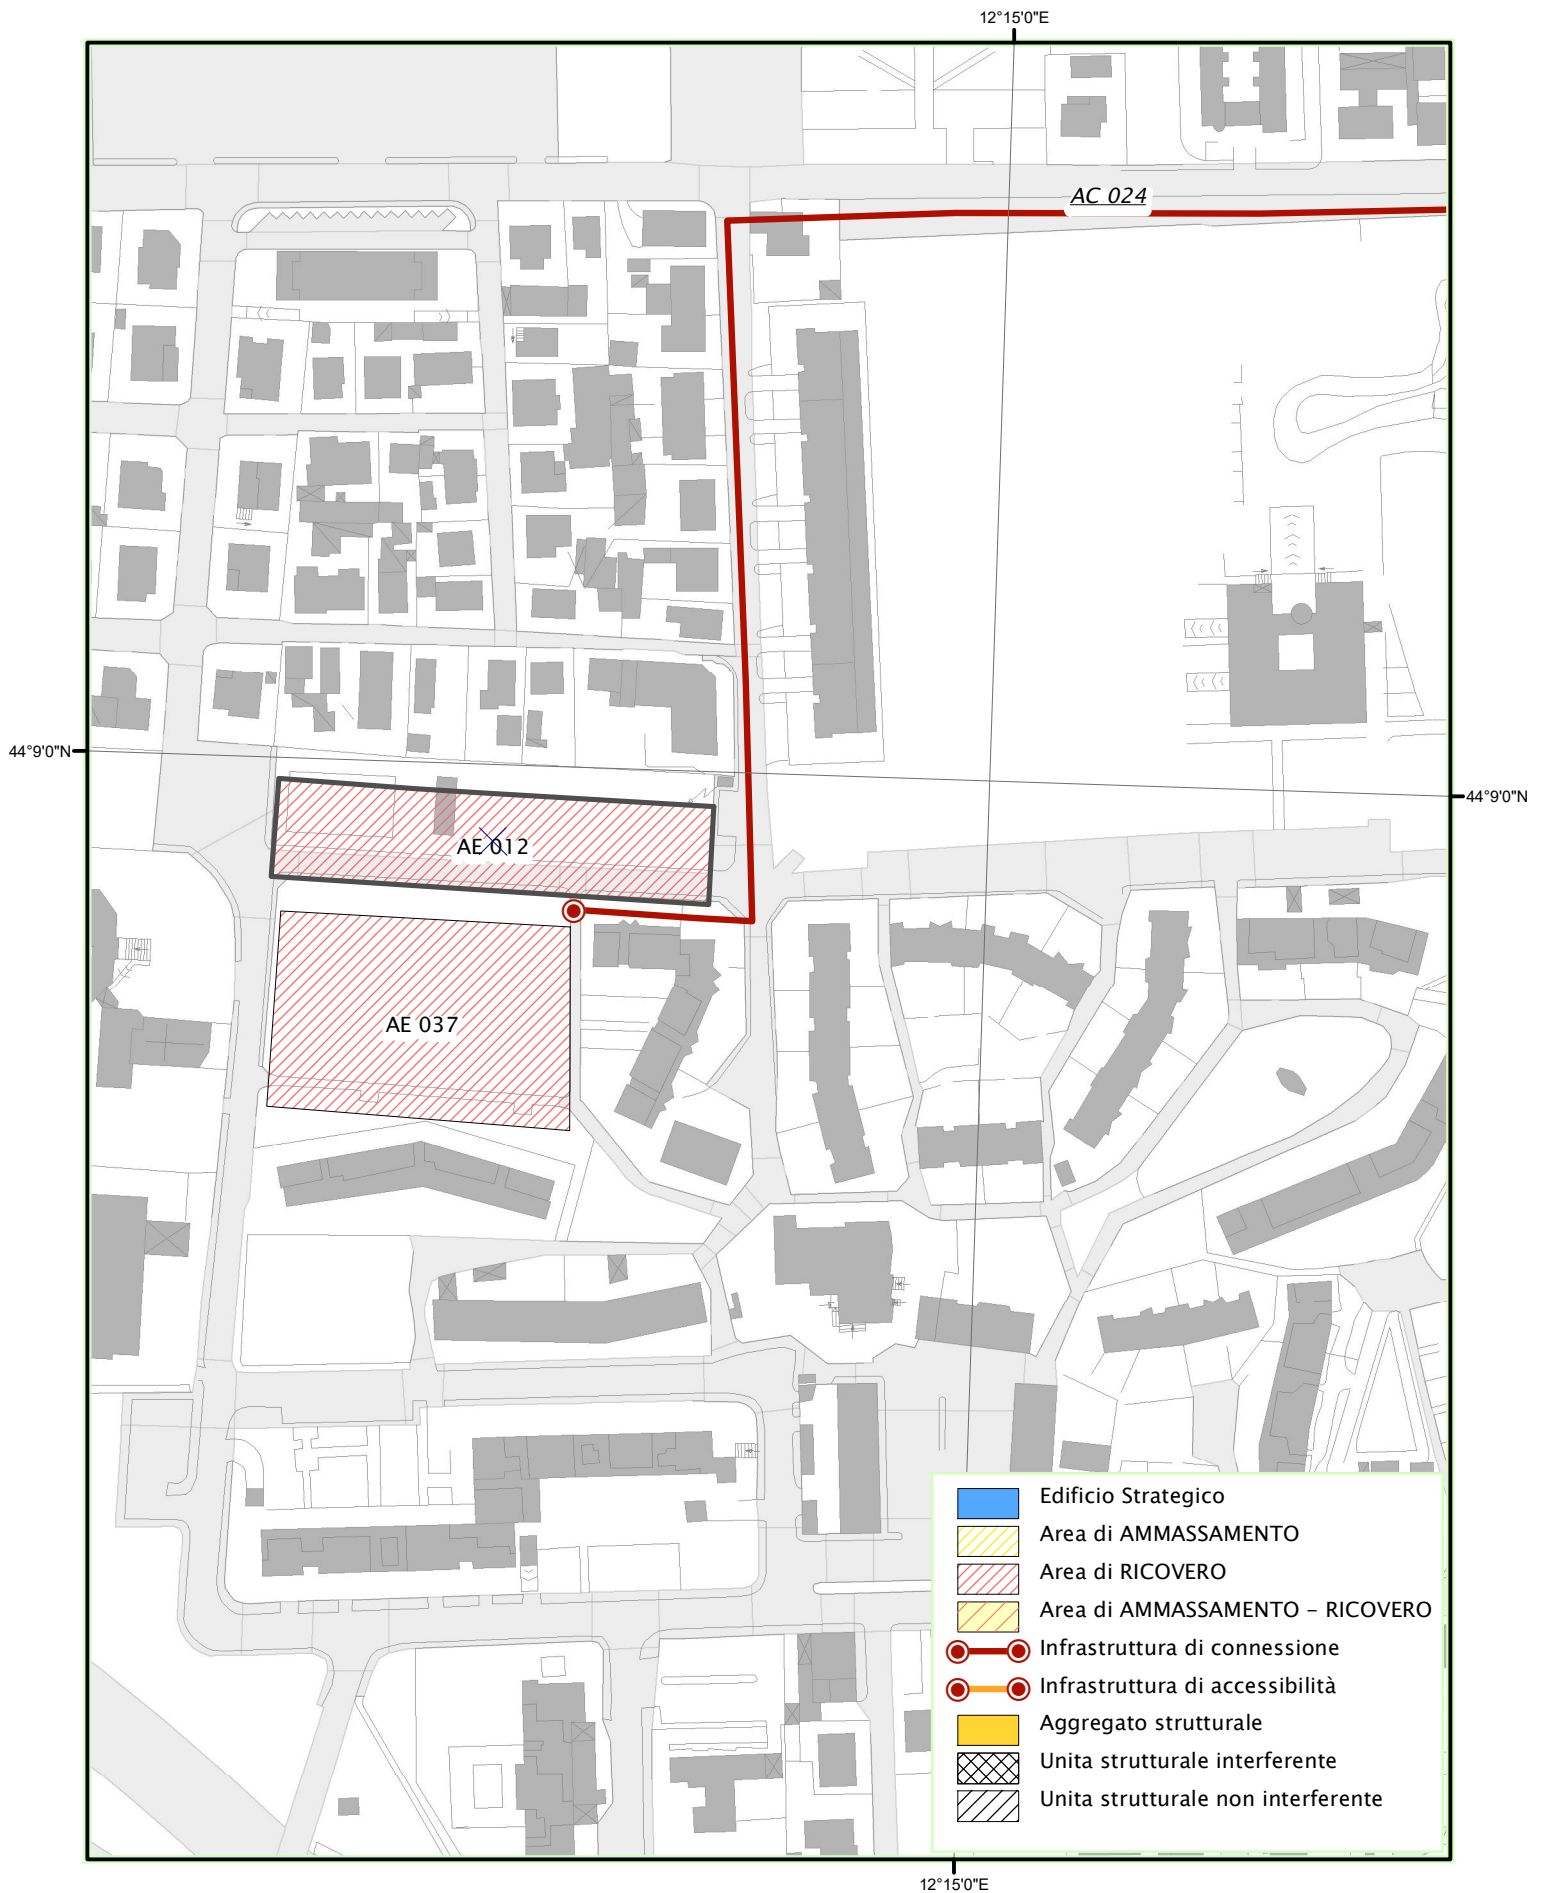 12°15'0"E
AC 024
44°9'0"N
44°9'0"N
AE 012
AE 037
Edificio Strategico
Area di AMMASSAMENTO
Area di RICOVERO
Area di AMMASSAMENTO - RICOVERO
Infrastruttura di connessione
Infrastruttura di accessibilità
Aggregato strutturale
Unita strutturale interferente
Unita strutturale non interferente
12°15'0"E